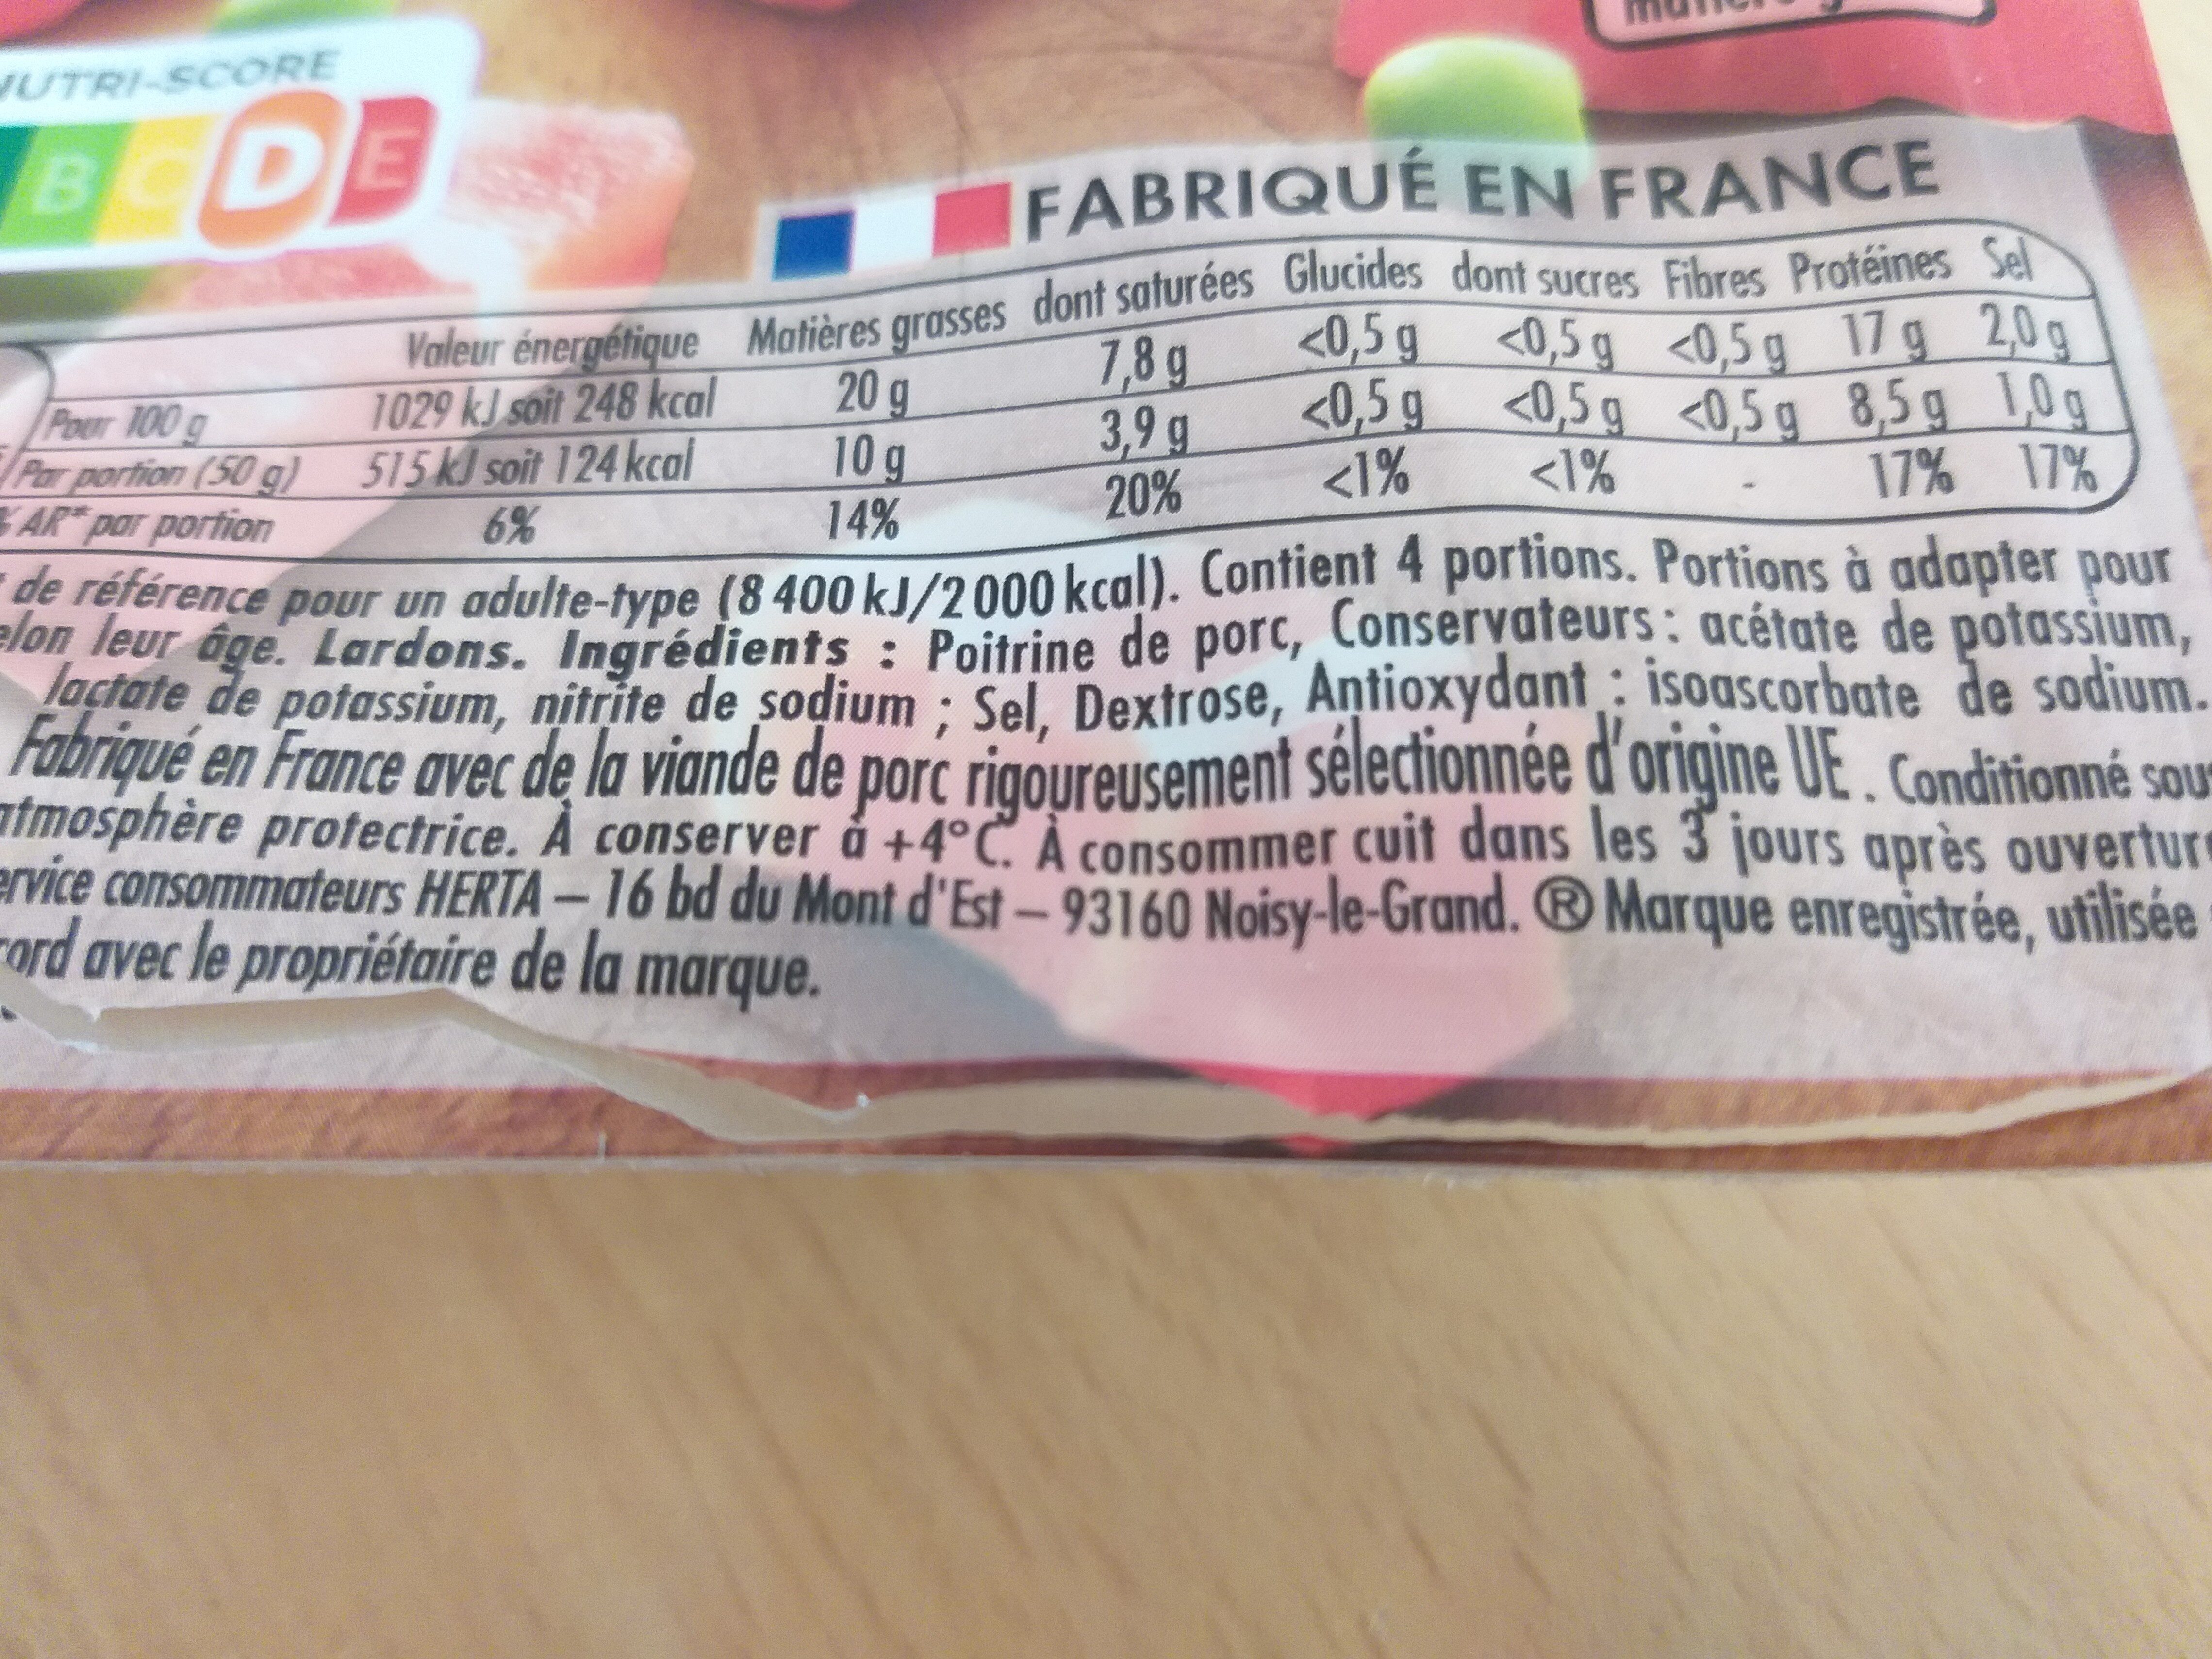 NUTRI-SCORE
B C D E
FABRIQUÉ EN FRANCE
Valeur énergétique Matières grasses dont saturées Glucides dont sucres Fibres Protéines Sel
Pour 100 g 1029 kJ soit 248 kcal 20 g 7,8 g <0,5 g <0,5 g <0,5 g 17 g 2,0 g
Par portion (50 g) 515 kJ soit 124 kcal 10 g 3,9 g <0,5 g <0,5 g <0,5 g 8,5 g 1,0 g
% AR* par portion 6% 14% 20% <1% <1% - 17% 17%
de référence pour un adulte-type (8 400 kJ/2 000 kcal). Contient 4 portions. Portions à adapter pour
elon leur âge. Lardons. Ingrédients : Poitrine de porc, Conservateurs : acétate de potassium,
lactate de potassium, nitrite de sodium ; Sel, Dextrose, Antioxydant : isoascorbate de sodium.
Fabriqué en France avec de la viande de porc rigoureusement sélectionnée d'origine UE. Conditionné sous
atmosphère protectrice. À conserver à +4°C. À consommer cuit dans les 3 jours après ouverture
ervice consommateurs HERTA – 16 bd du Mont d'Est – 93160 Noisy-le-Grand. ® Marque enregistrée, utilisée
cord avec le propriétaire de la marque.